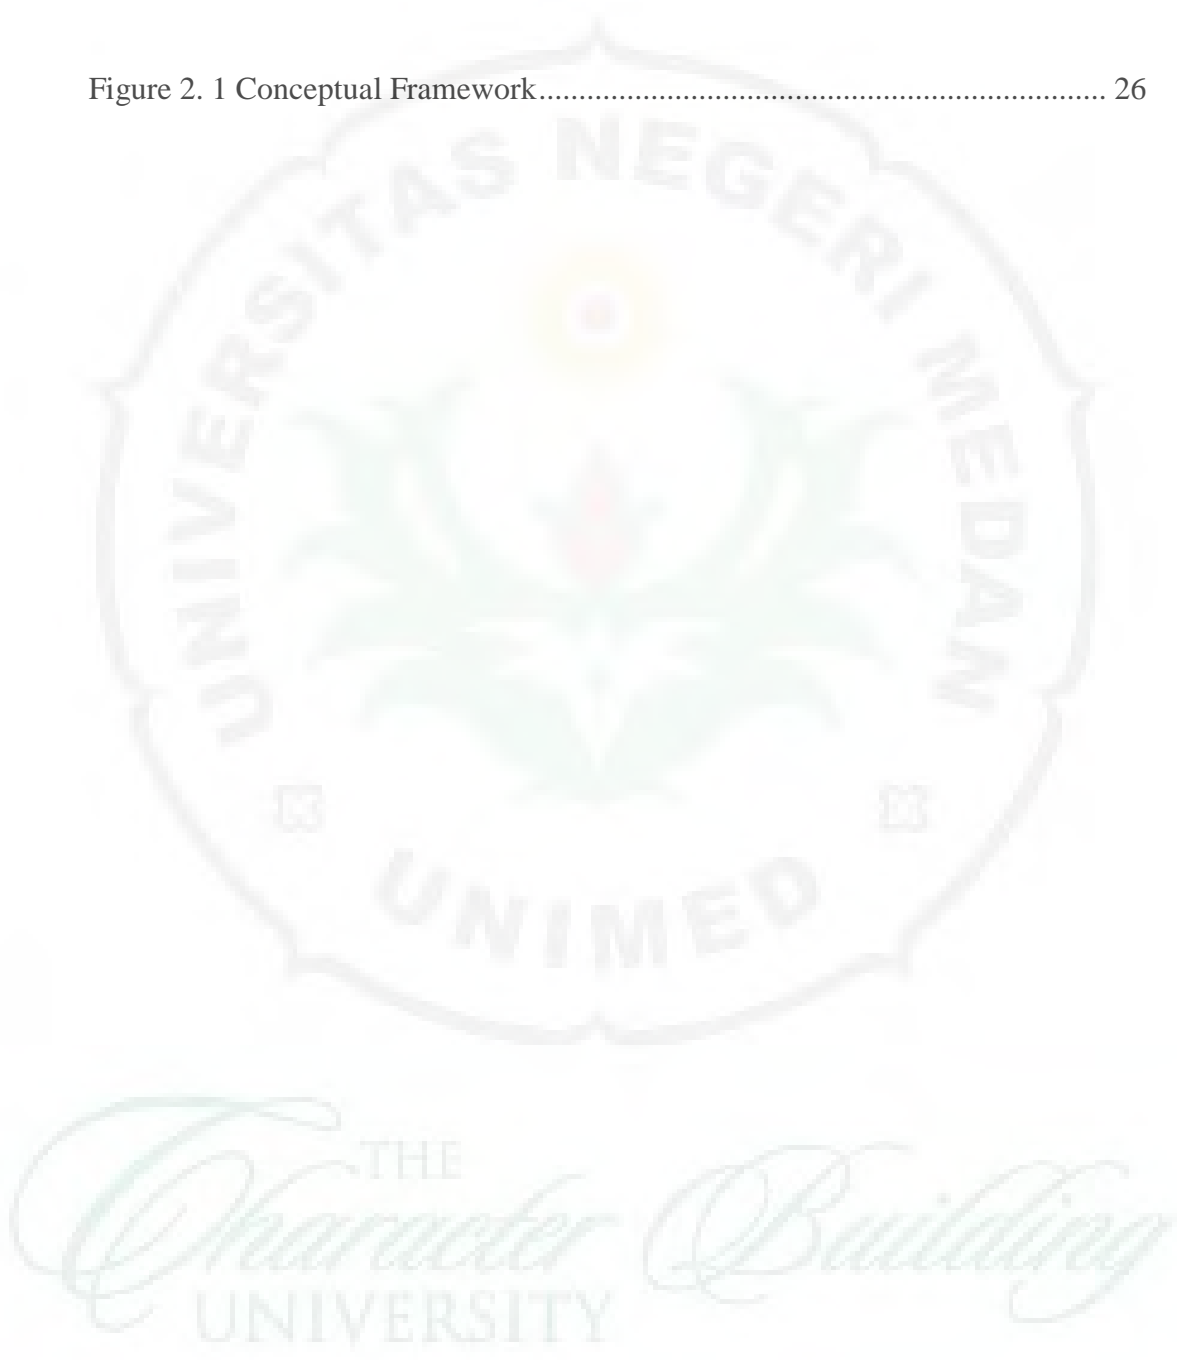 Figure 2. 1 Conceptual Framework....................................................................... 26
UNIVERSITAS NEGERI MEDAN
UNIMED
THE
Character Building
UNIVERSITY